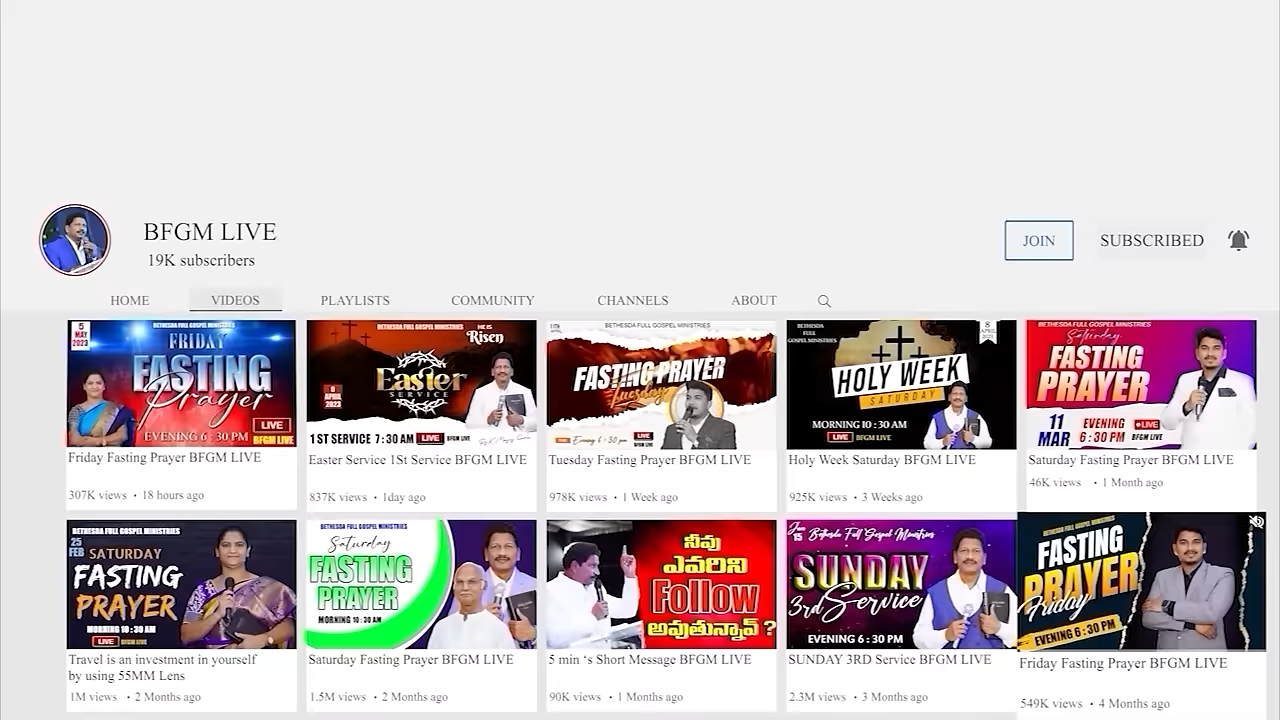 BFGM LIVE
19K subscribers
JOIN
SUBSCRIBED
HOME
VIDEOS
PLAYLISTS
COMMUNITY
CHANNELS
ABOUT
5
MAY
2023
BETHESDA FULL GOSPEL MINISTRIES
FRIDAY
FASTING
Prayer
EVENING 6 : 30 PM
LIVE
BFGM LIVE
Friday Fasting Prayer BFGM LIVE
307K views • 18 hours ago
BETHESDA FULL GOSPEL MINISTRIES
HE IS
Risen
Easter
SERVICE
9
APRIL
2023
1ST SERVICE 7 : 30 AM
LIVE
BFGM LIVE
Easter Service 1St Service BFGM LIVE
837K views • 1day ago
BETHESDA FULL GOSPEL MINISTRIES
FASTING PRAYER
Tuesday
Evening 6 : 30 pm
LIVE
BFGM LIVE
Tuesday Fasting Prayer BFGM LIVE
978K views • 1 Week ago
BETHESDA
FULL
GOSPEL MINISTRIES
8
APRIL
2023
HOLY WEEK
SATURDAY
MORNING 10 : 30 AM
LIVE
BFGM LIVE
Holy Week Saturday BFGM LIVE
925K views • 3 Weeks ago
BETHESDA FULL GOSPEL MINISTRIES
Saturday
FASTING
PRAYER
11
MAR
EVENING
6 : 30 PM
LIVE
BFGM LIVE
Saturday Fasting Prayer BFGM LIVE
46K views • 1 Month ago
BETHESDA FULL GOSPEL MINISTRIES
25
FEB
SATURDAY
FASTING
PRAYER
MORNING 10 : 30 AM
LIVE
BFGM LIVE
Travel is an investment in yourself
by using 55MM Lens
1M views • 2 Months ago
BETHESDA FULL GOSPEL MINISTRIES
Saturday
FASTING
PRAYER
MORNING 10 : 30 AM
Saturday Fasting Prayer BFGM LIVE
1.5M views • 2 Months ago
నీవు
ఎవరిని
Follow
అవుతున్నావ్ ?
5 min ‘s Short Message BFGM LIVE
90K views • 1 Months ago
Jan
15
Bethesda Full Gospel Ministries
SUNDAY
3rd Service
EVENING 6 : 30 PM
SUNDAY 3RD Service BFGM LIVE
2.3M views • 3 Months ago
BETHESDA FULL GOSPEL MINISTRIES
FASTING
PRAYER
Friday
EVENING 6 : 30 PM
Friday Fasting Prayer BFGM LIVE
549K views • 4 Months ago